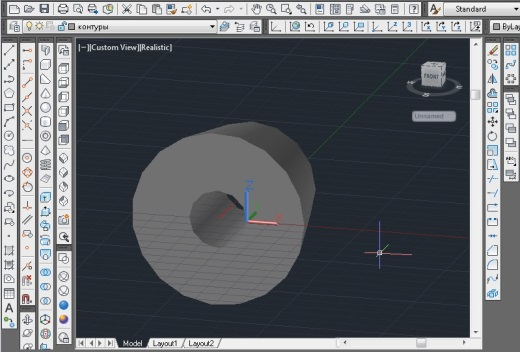 Standard
контуры
ByLay
[−][Custom View][Realistic]
FRONT
Unnamed
Z
X
Model Layout1 Layout2
A